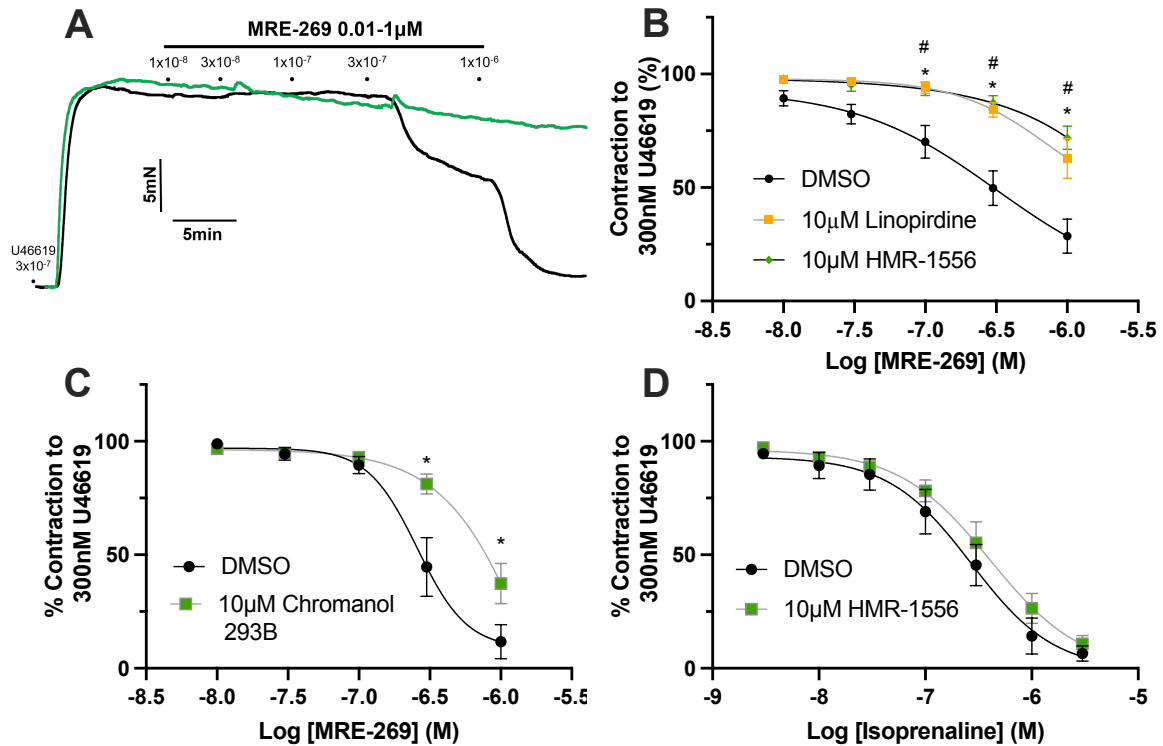 A
MRE-269 0.01-1µM
1x10-8 3x10-8 1x10-7 3x10-7 1x10-6
5mN
5min
U46619
3x10-7
B
Contraction to
300nM U46619 (%)
100
50
0
# # #
* * *
DMSO
10µM Linopirdine
10µM HMR-1556
-8.5 -8.0 -7.5 -7.0 -6.5 -6.0 -5.5
Log [MRE-269] (M)
C
% Contraction to
300nM U46619
100
50
0
* *
DMSO
10µM Chromanol
293B
-8.5 -8.0 -7.5 -7.0 -6.5 -6.0 -5.5
Log [MRE-269] (M)
D
% Contraction to
300nM U46619
100
50
0
DMSO
10µM HMR-1556
-9 -8 -7 -6 -5
Log [Isoprenaline] (M)